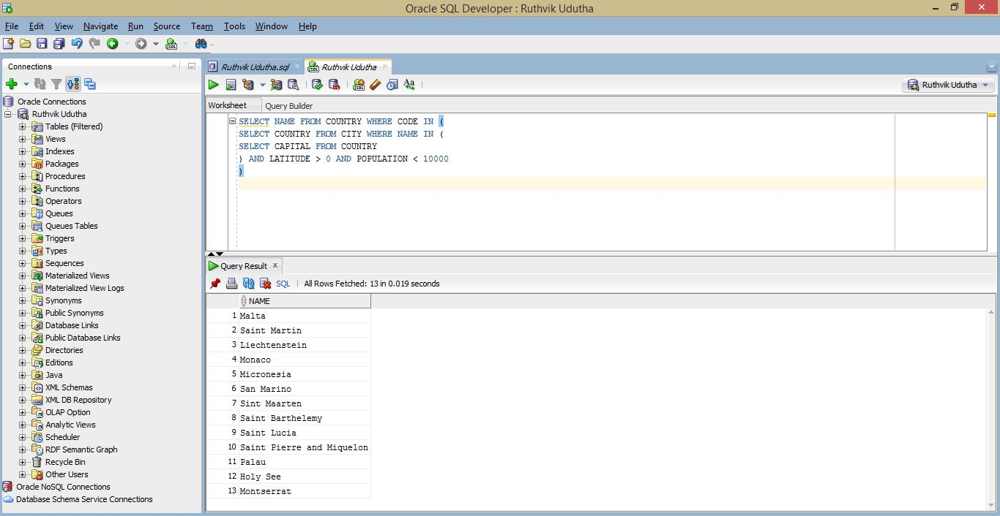 Oracle SQL Developer : Ruthvik Udutha
File Edit View Navigate Run Source Team Tools Window Help
Connections
Oracle Connections
Ruthvik Udutha
Tables (Filtered)
Views
Indexes
Packages
Procedures
Functions
Operators
Queues
Queues Tables
Triggers
Types
Sequences
Materialized Views
Materialized View Logs
Synonyms
Public Synonyms
Database Links
Public Database Links
Directories
Editions
Java
XML Schemas
XML DB Repository
OLAP Option
Analytic Views
Scheduler
RDF Semantic Graph
Recycle Bin
Other Users
Oracle NoSQL Connections
Database Schema Service Connections
Ruthvik Udutha.sql Ruthvik Udutha
Ruthvik Udutha
Worksheet Query Builder
SELECT NAME FROM COUNTRY WHERE CODE IN (
SELECT COUNTRY FROM CITY WHERE NAME IN (
SELECT CAPITAL FROM COUNTRY
) AND LATITUDE > 0 AND POPULATION < 10000
)
Query Result
SQL All Rows Fetched: 13 in 0.019 seconds
NAME
1 Malta
2 Saint Martin
3 Liechtenstein
4 Monaco
5 Micronesia
6 San Marino
7 Sint Maarten
8 Saint Barthelemy
9 Saint Lucia
10 Saint Pierre and Miquelon
11 Palau
12 Holy See
13 Montserrat